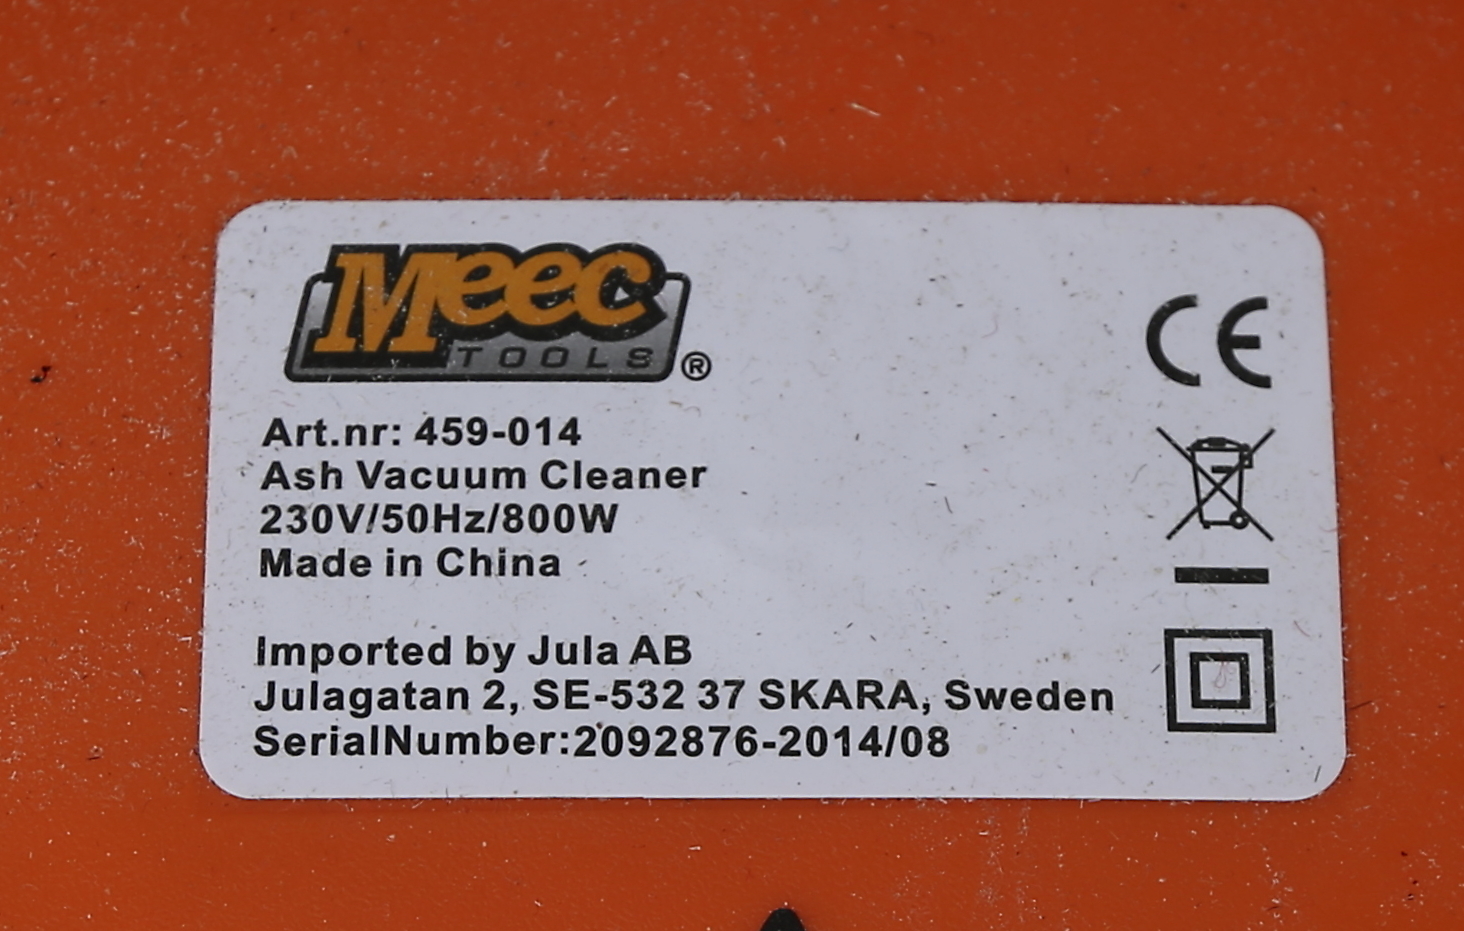 Meec
TOOLS®
CE
Art.nr: 459-014
Ash Vacuum Cleaner
230V/50Hz/800W
Made in China
Imported by Jula AB
Julagatan 2, SE-532 37 SKARA, Sweden
SerialNumber:2092876-2014/08